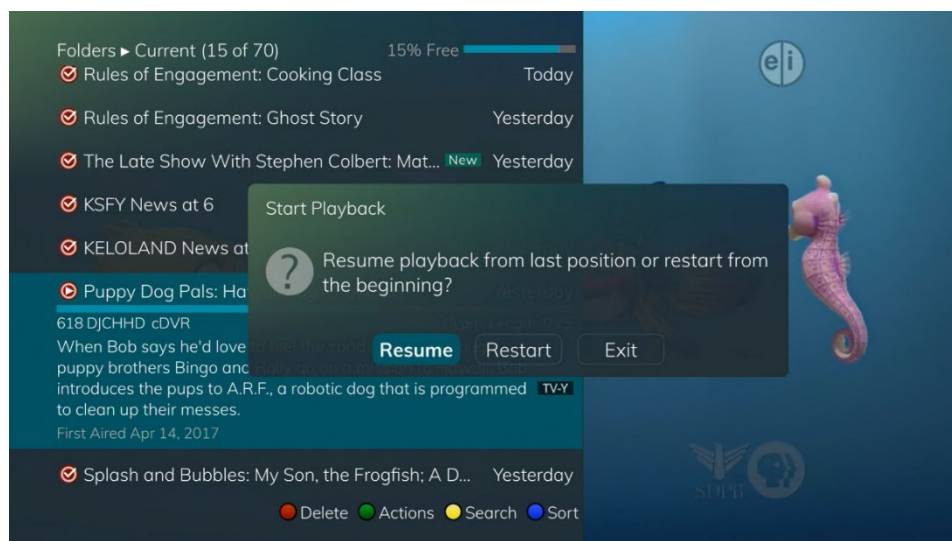 Folders ▸ Current (15 of 70) 15% Free
Rules of Engagement: Cooking Class Today
Rules of Engagement: Ghost Story Yesterday
The Late Show With Stephen Colbert: Mat... New Yesterday
KSFY News at 6
KELOLAND News at
Start Playback
Resume playback from last position or restart from
the beginning?
Resume Restart Exit
Puppy Dog Pals: Ha
618 DJCHHD cDVR
When Bob says he'd love
puppy brothers Bingo and
introduces the pups to A.R.F., a robotic dog that is programmed TV-Y
to clean up their messes.
First Aired Apr 14, 2017
Splash and Bubbles: My Son, the Frogfish; A D... Yesterday
Delete Actions Search Sort
e/i
SDPB